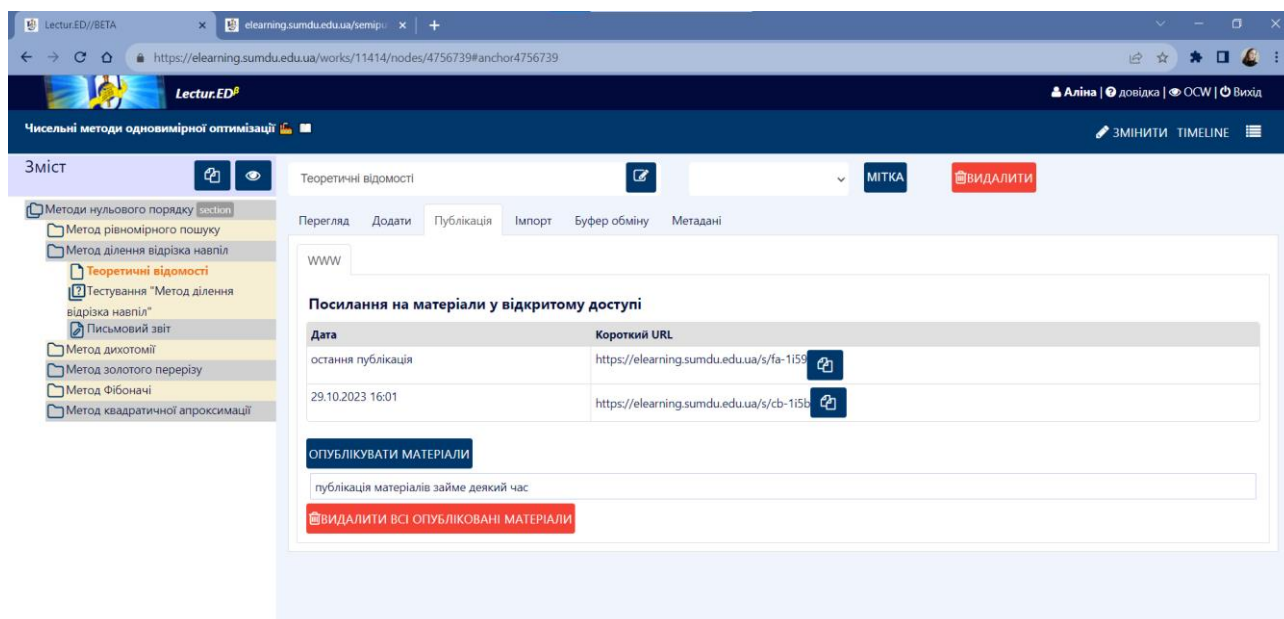 Lectur.ED//BETA
elearning.sumdu.edu.ua/semipu
https://elearning.sumdu.edu.ua/works/11414/nodes/4756739#anchor4756739
Lectur.EDβ
Аліна | довідка | OCW | Вихід
Чисельні методи одновимірної оптимізації
ЗМІНИТИ TIMELINE
Зміст
Теоретичні відомості
МІТКА
ВИДАЛИТИ
Методи нульового порядку section
Метод рівномірного пошуку
Метод ділення відрізка навпіл
Теоретичні відомості
Тестування "Метод ділення
відрізка навпіл"
Письмовий звіт
Метод дихотомії
Метод золотого перерізу
Метод Фібоначі
Метод квадратичної апроксимації
Перегляд Додати Публікація Імпорт Буфер обміну Метадані
WWW
Посилання на матеріали у відкритому доступі
Дата Короткий URL
остання публікація https://elearning.sumdu.edu.ua/s/fa-1i59
29.10.2023 16:01 https://elearning.sumdu.edu.ua/s/cb-1i5b
ОПУБЛІКУВАТИ МАТЕРІАЛИ
публікація матеріалів займе деякий час
ВИДАЛИТИ ВСІ ОПУБЛІКОВАНІ МАТЕРІАЛИ